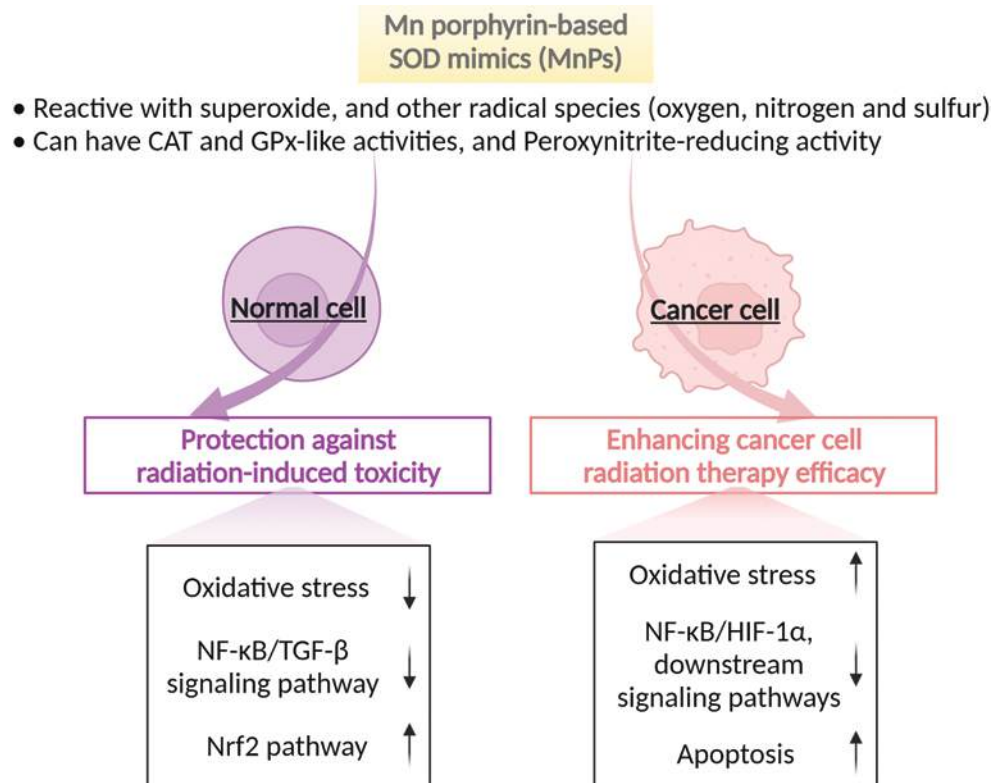 Mn porphyrin-based
SOD mimics (MnPs)
• Reactive with superoxide, and other radical species (oxygen, nitrogen and sulfur)
• Can have CAT and GPx-like activities, and Peroxynitrite-reducing activity
Normal cell
Cancer cell
Protection against
radiation-induced toxicity
Enhancing cancer cell
radiation therapy efficacy
Oxidative stress ↓
NF-κB/TGF-β
signaling pathway ↓
Nrf2 pathway ↑
Oxidative stress ↑
NF-κB/HIF-1α,
downstream ↓
signaling pathways
Apoptosis ↑